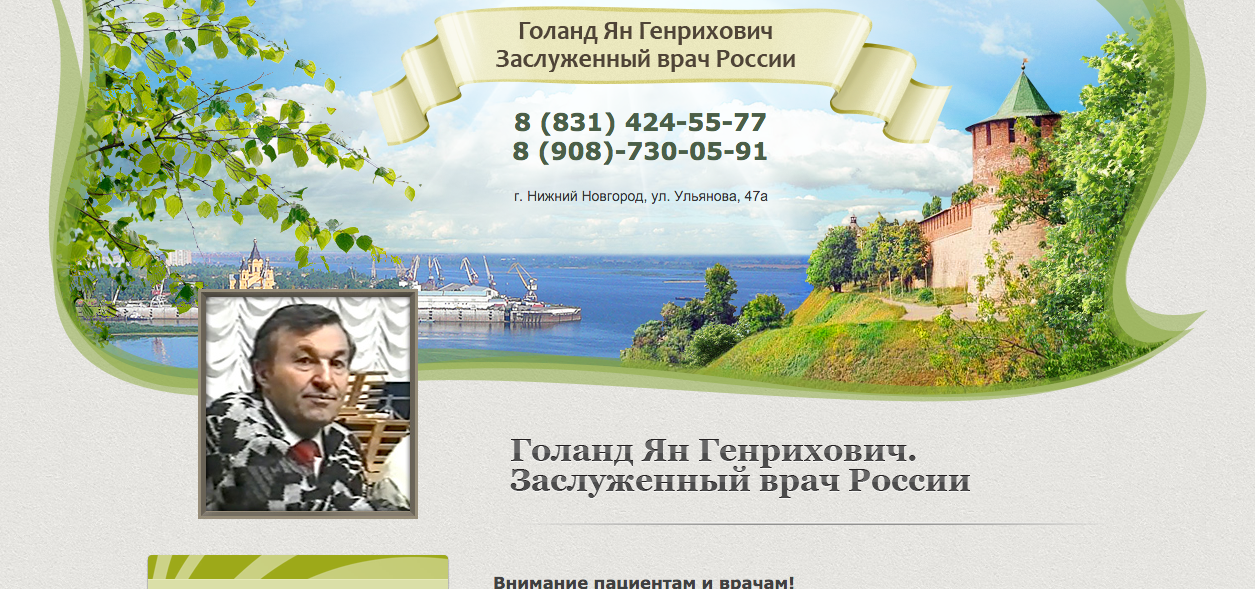 Голанд Ян Генрихович
Заслуженный врач России
8 (831) 424-55-77
8 (908)-730-05-91
г. Нижний Новгород, ул. Ульянова, 47а
Голанд Ян Генрихович.
Заслуженный врач России
Внимание пациентам и врачам!